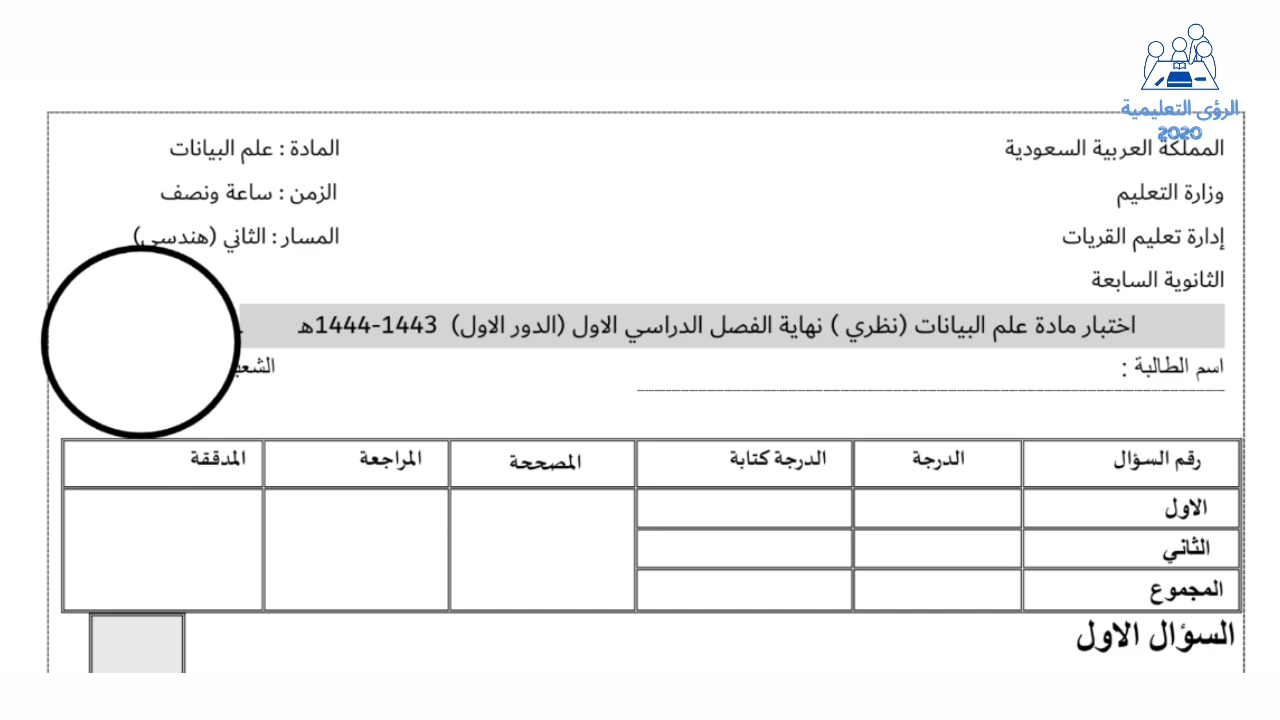 الرؤى التعليمية
2020
المملكة العربية السعودية
المادة : علم البيانات
وزارة التعليم
الزمن : ساعة ونصف
إدارة تعليم القريات
المسار : الثاني (هندسي)
الثانوية السابعة
اختبار مادة علم البيانات (نظري ) نهاية الفصل الدراسي الاول (الدور الاول) 1443-1444هـ
اسم الطالبة :
رقم السؤال الدرجة الدرجة كتابة المصححة المراجعة المدققة
الاول
الثاني
المجموع
السؤال الاول